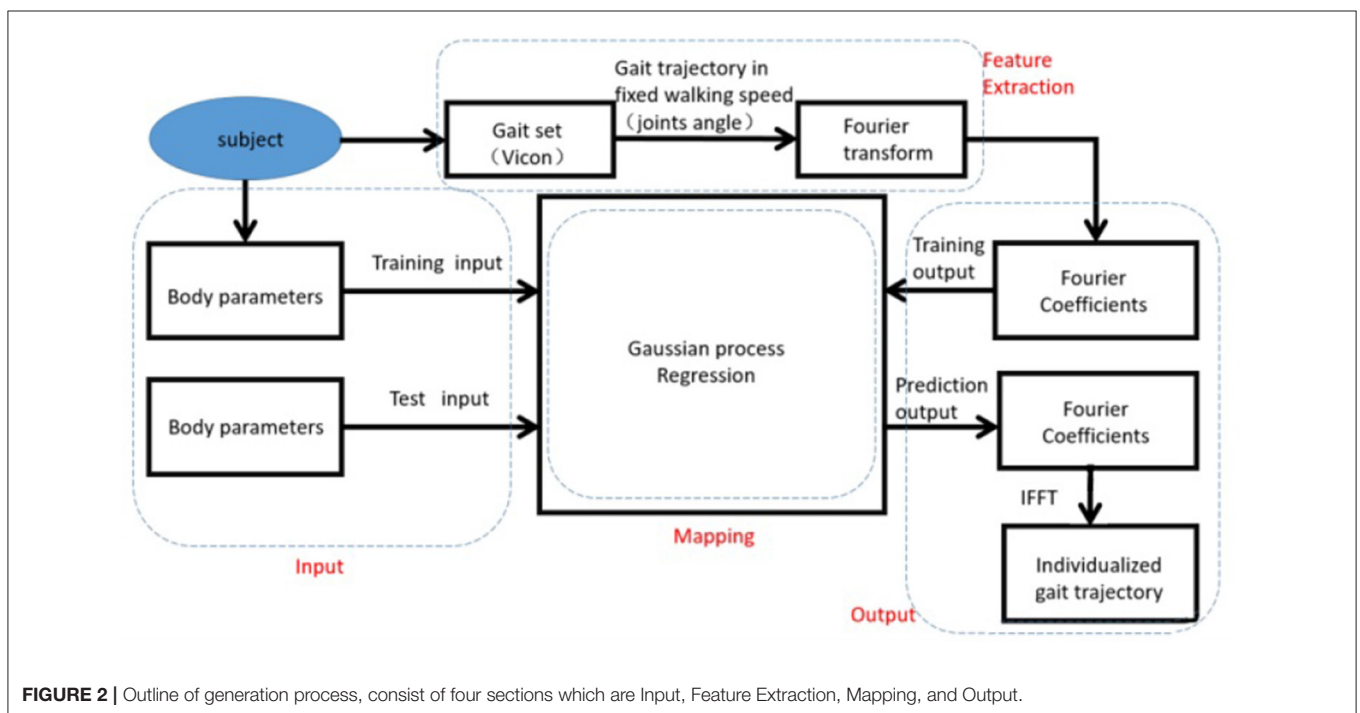 subject
Gait set
（Vicon）
Gait trajectory in
fixed walking speed
（joints angle）
Fourier
transform
Feature
Extraction
Body parameters
Training input
Gaussian process
Regression
Training
output
Fourier
Coefficients
Body parameters
Test input
Prediction
output
Fourier
Coefficients
IFFT
Individualized
gait trajectory
Input
Mapping
Output
FIGURE 2 | Outline of generation process, consist of four sections which are Input, Feature Extraction, Mapping, and Output.